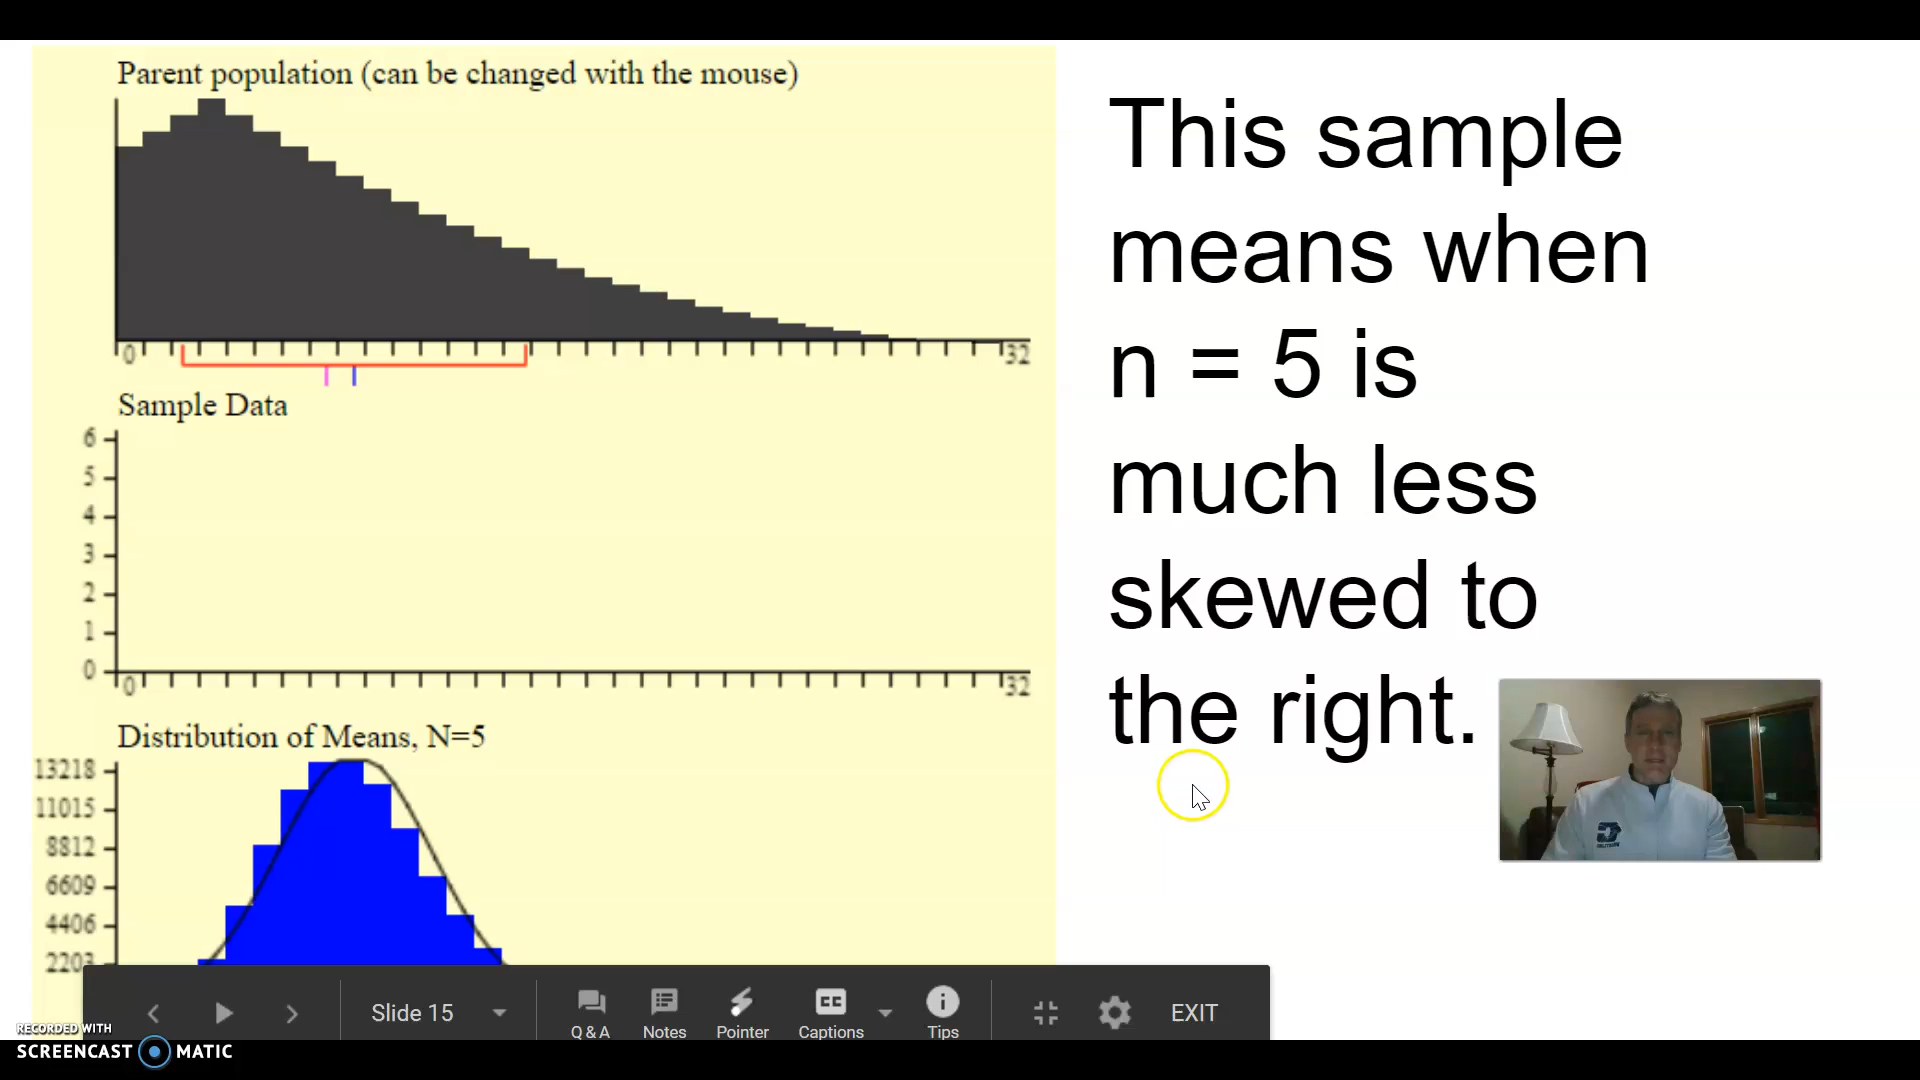 Parent population (can be changed with the mouse)
0
32
Sample Data
6
5
4
3
2
1
0
0
32
Distribution of Means, N=5
13218
11015
8812
6609
4406
2203
This sample
means when
n = 5 is
much less
skewed to
the right.
Slide 15
Q & A
Notes
Pointer
CC
Captions
Tips
EXIT
RECORDED WITH
SCREENCAST MATIC